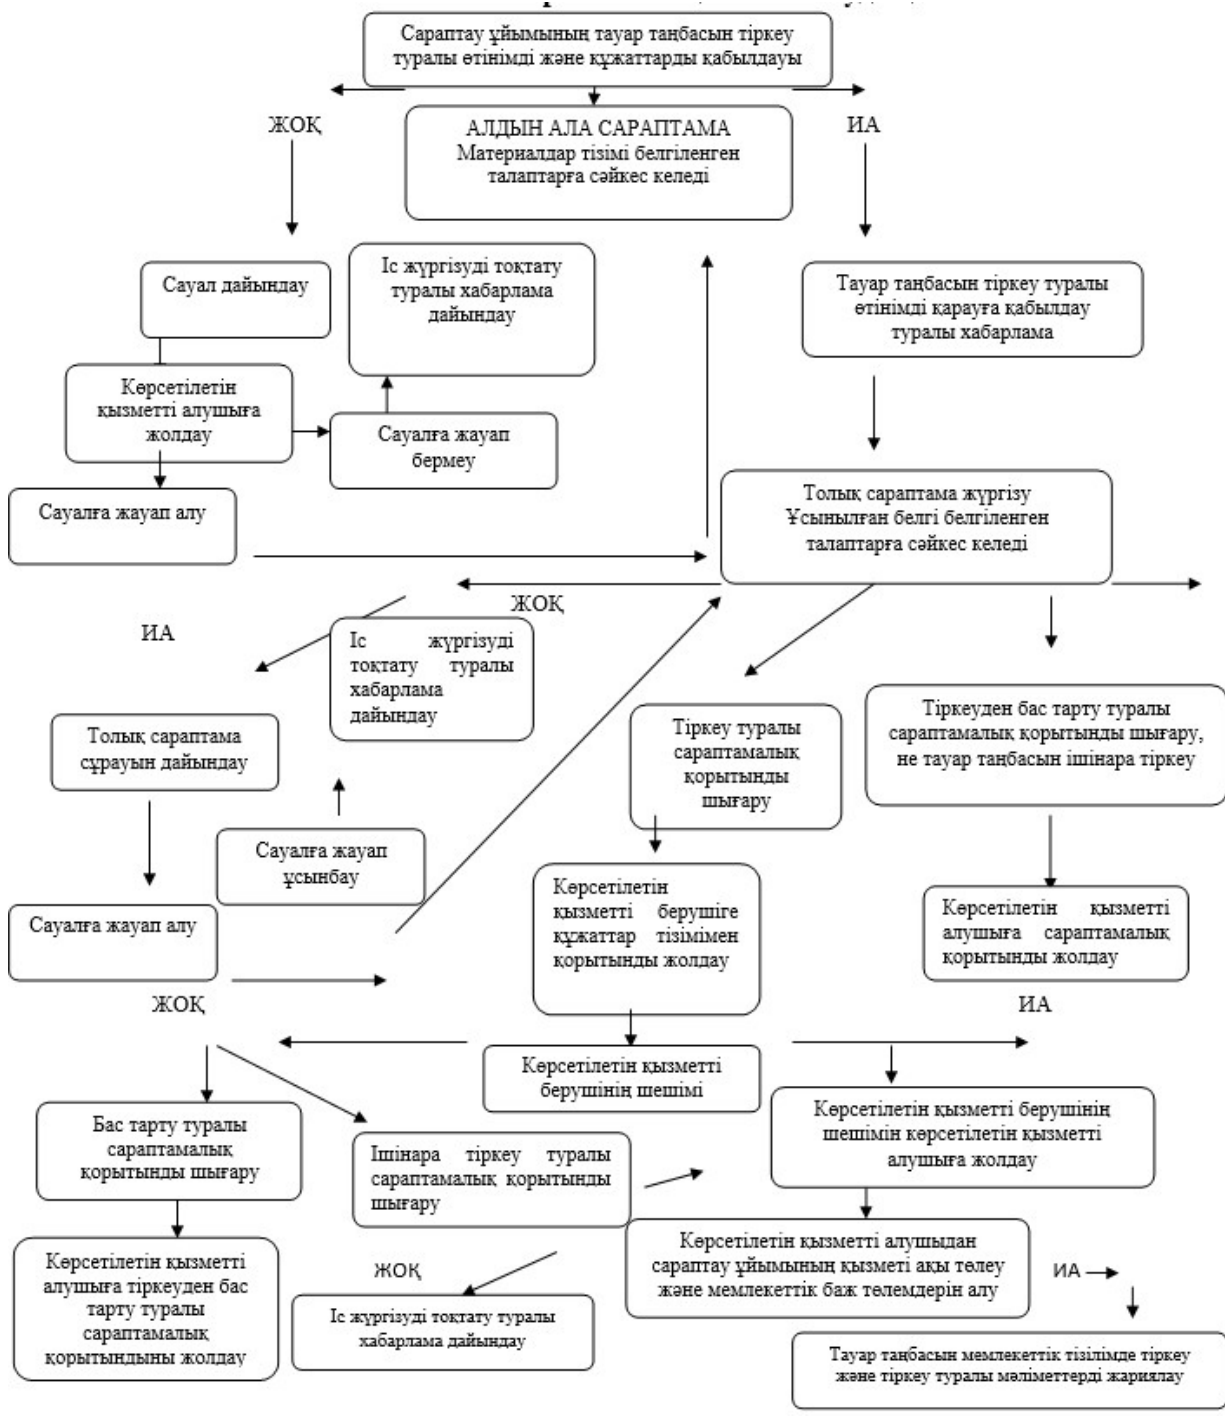 Сараптау ұйымының тауар таңбасын тіркеу
туралы өтінімді және құжаттарды қабылдауы
ЖОҚ
АЛДЫН АЛА САРАПТАМА
Материалдар тізімі белгіленген
талаптарға сәйкес келеді
ИА
Сауал дайындау
Іс жүргізуді тоқтату
туралы хабарлама
дайындау
Тауар таңбасын тіркеу туралы
өтінімді қарауға қабылдау
туралы хабарлама
Көрсетілетін
қызметті алушыға
жолдау
Сауалға жауап
бермеу
Сауалға жауап алу
Толық сараптама жүргізу
Ұсынылған белгі белгіленген
талаптарға сәйкес келеді
ЖОҚ
ИА
Іс жүргізуді
тоқтату туралы
хабарлама
дайындау
Толық сараптама
сұрауын дайындау
Тіркеу туралы
сараптамалық
қорытынды
шығару
Тіркеуден бас тарту туралы
сараптамалық қорытынды шығару,
не тауар таңбасын ішінара тіркеу
Сауалға жауап
ұсынбау
Сауалға жауап алу
Көрсетілетін
қызметті берушіге
құжаттар тізімімен
қорытынды жолдау
Көрсетілетін қызметті
алушыға сараптамалық
қорытынды жолдау
ЖОҚ
ИА
Көрсетілетін қызметті
берушінің шешімі
Бас тарту туралы
сараптамалық
қорытынды шығару
Ішінара тіркеу туралы
сараптамалық қорытынды
шығару
Көрсетілетін қызметті берушінің
шешімін көрсетілетін қызметті
алушыға жолдау
Көрсетілетін қызметті
алушыға тіркеуден бас
тарту туралы
сараптамалық
қорытындыны жолдау
ЖОҚ
Көрсетілетін қызметті алушыдан
сараптау ұйымының қызметі ақы төлеу
және мемлекеттік баж төлемдерін алу
ИА
Іс жүргізуді тоқтату туралы
хабарлама дайындау
Тауар таңбасын мемлекеттік тізілімде тіркеу
және тіркеу туралы мәліметтерді жариялау